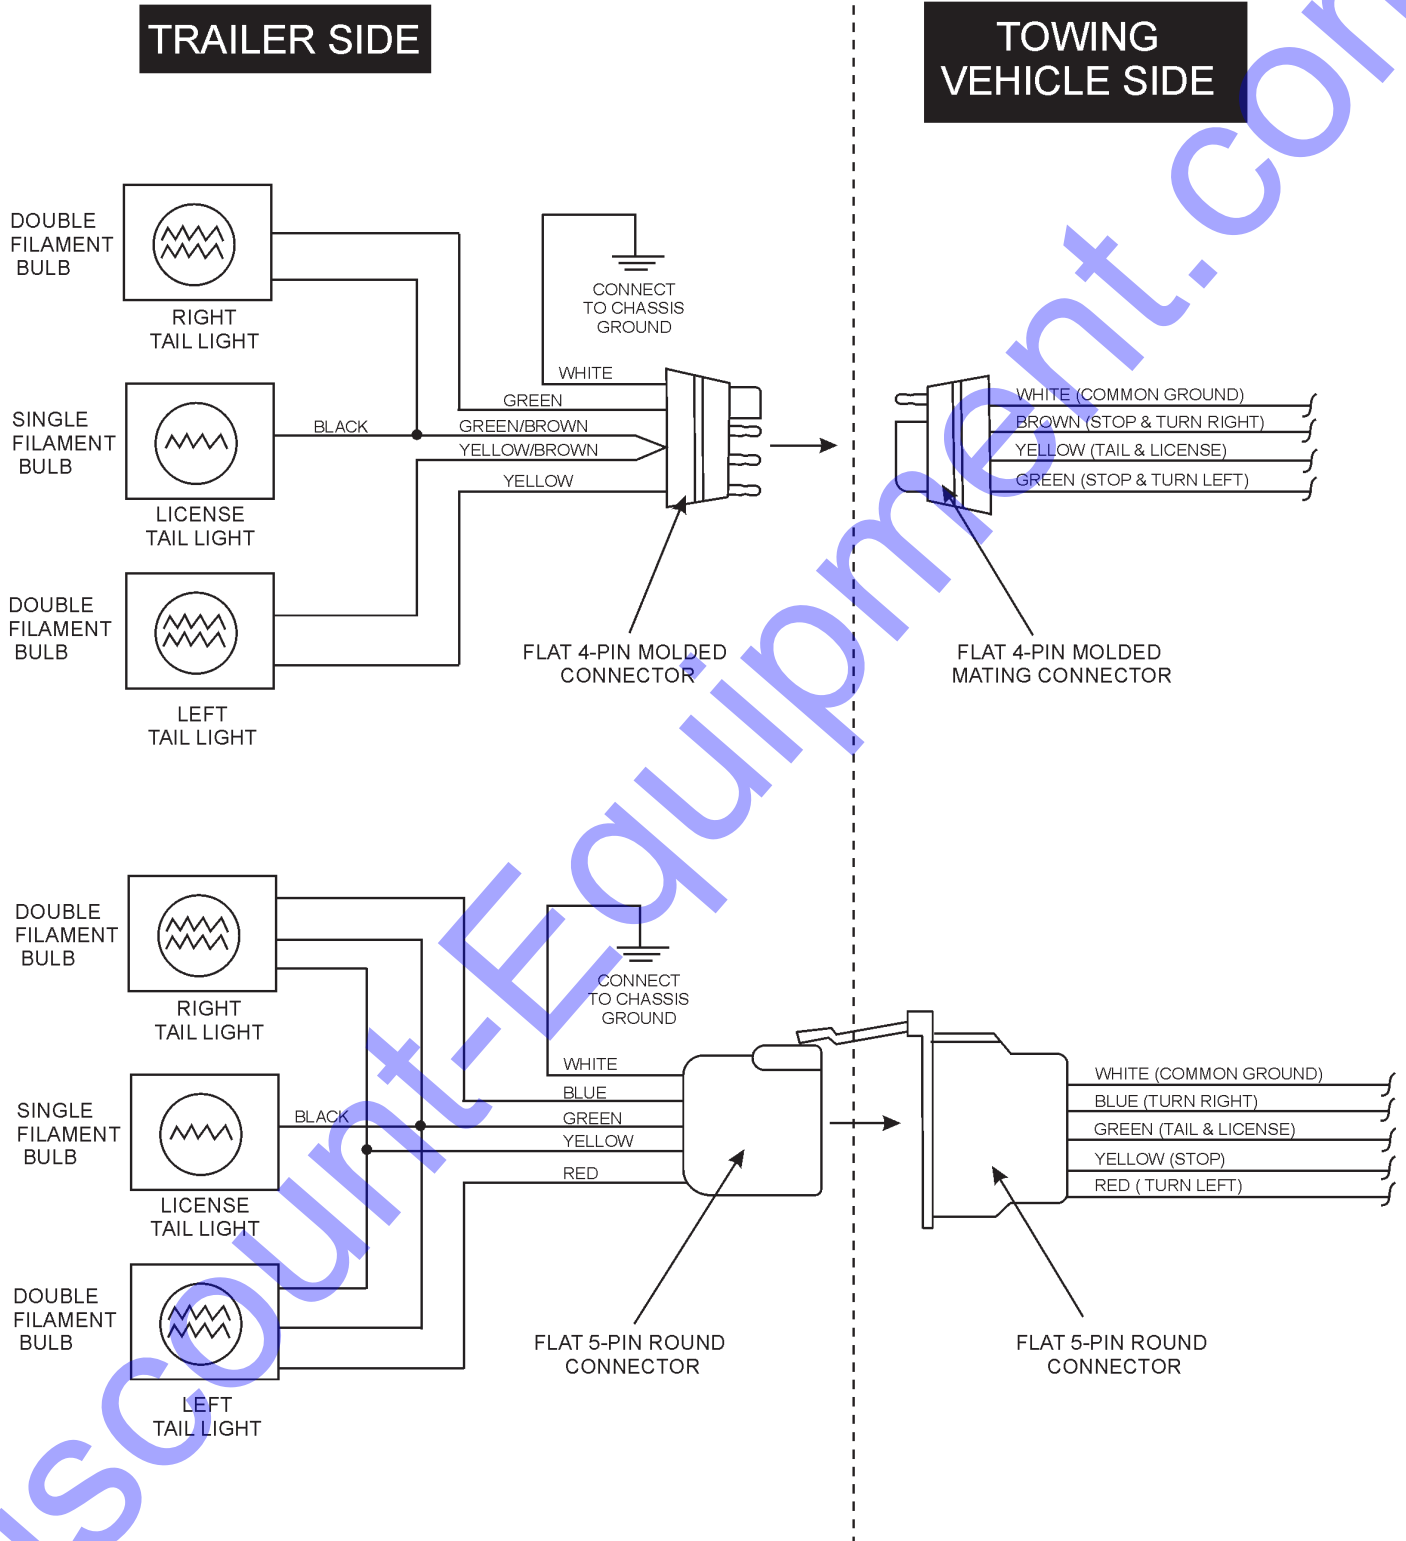 TRAILER SIDE
TOWING
VEHICLE SIDE
DOUBLE
FILAMENT
BULB
RIGHT
TAIL LIGHT
CONNECT
TO CHASSIS
GROUND
SINGLE
FILAMENT
BULB
LICENSE
TAIL LIGHT
BLACK
WHITE
GREEN
GREEN/BROWN
YELLOW/BROWN
YELLOW
WHITE (COMMON GROUND)
BROWN (STOP & TURN RIGHT)
YELLOW (TAIL & LICENSE)
GREEN (STOP & TURN LEFT)
DOUBLE
FILAMENT
BULB
LEFT
TAIL LIGHT
FLAT 4-PIN MOLDED
CONNECTOR
FLAT 4-PIN MOLDED
MATING CONNECTOR
DOUBLE
FILAMENT
BULB
RIGHT
TAIL LIGHT
CONNECT
TO CHASSIS
GROUND
SINGLE
FILAMENT
BULB
LICENSE
TAIL LIGHT
BLACK
WHITE
BLUE
GREEN
YELLOW
RED
WHITE (COMMON GROUND)
BLUE (TURN RIGHT)
GREEN (TAIL & LICENSE)
YELLOW (STOP)
RED ( TURN LEFT)
DOUBLE
FILAMENT
BULB
LEFT
TAIL LIGHT
FLAT 5-PIN ROUND
CONNECTOR
FLAT 5-PIN ROUND
CONNECTOR
iscount-Equipment.com